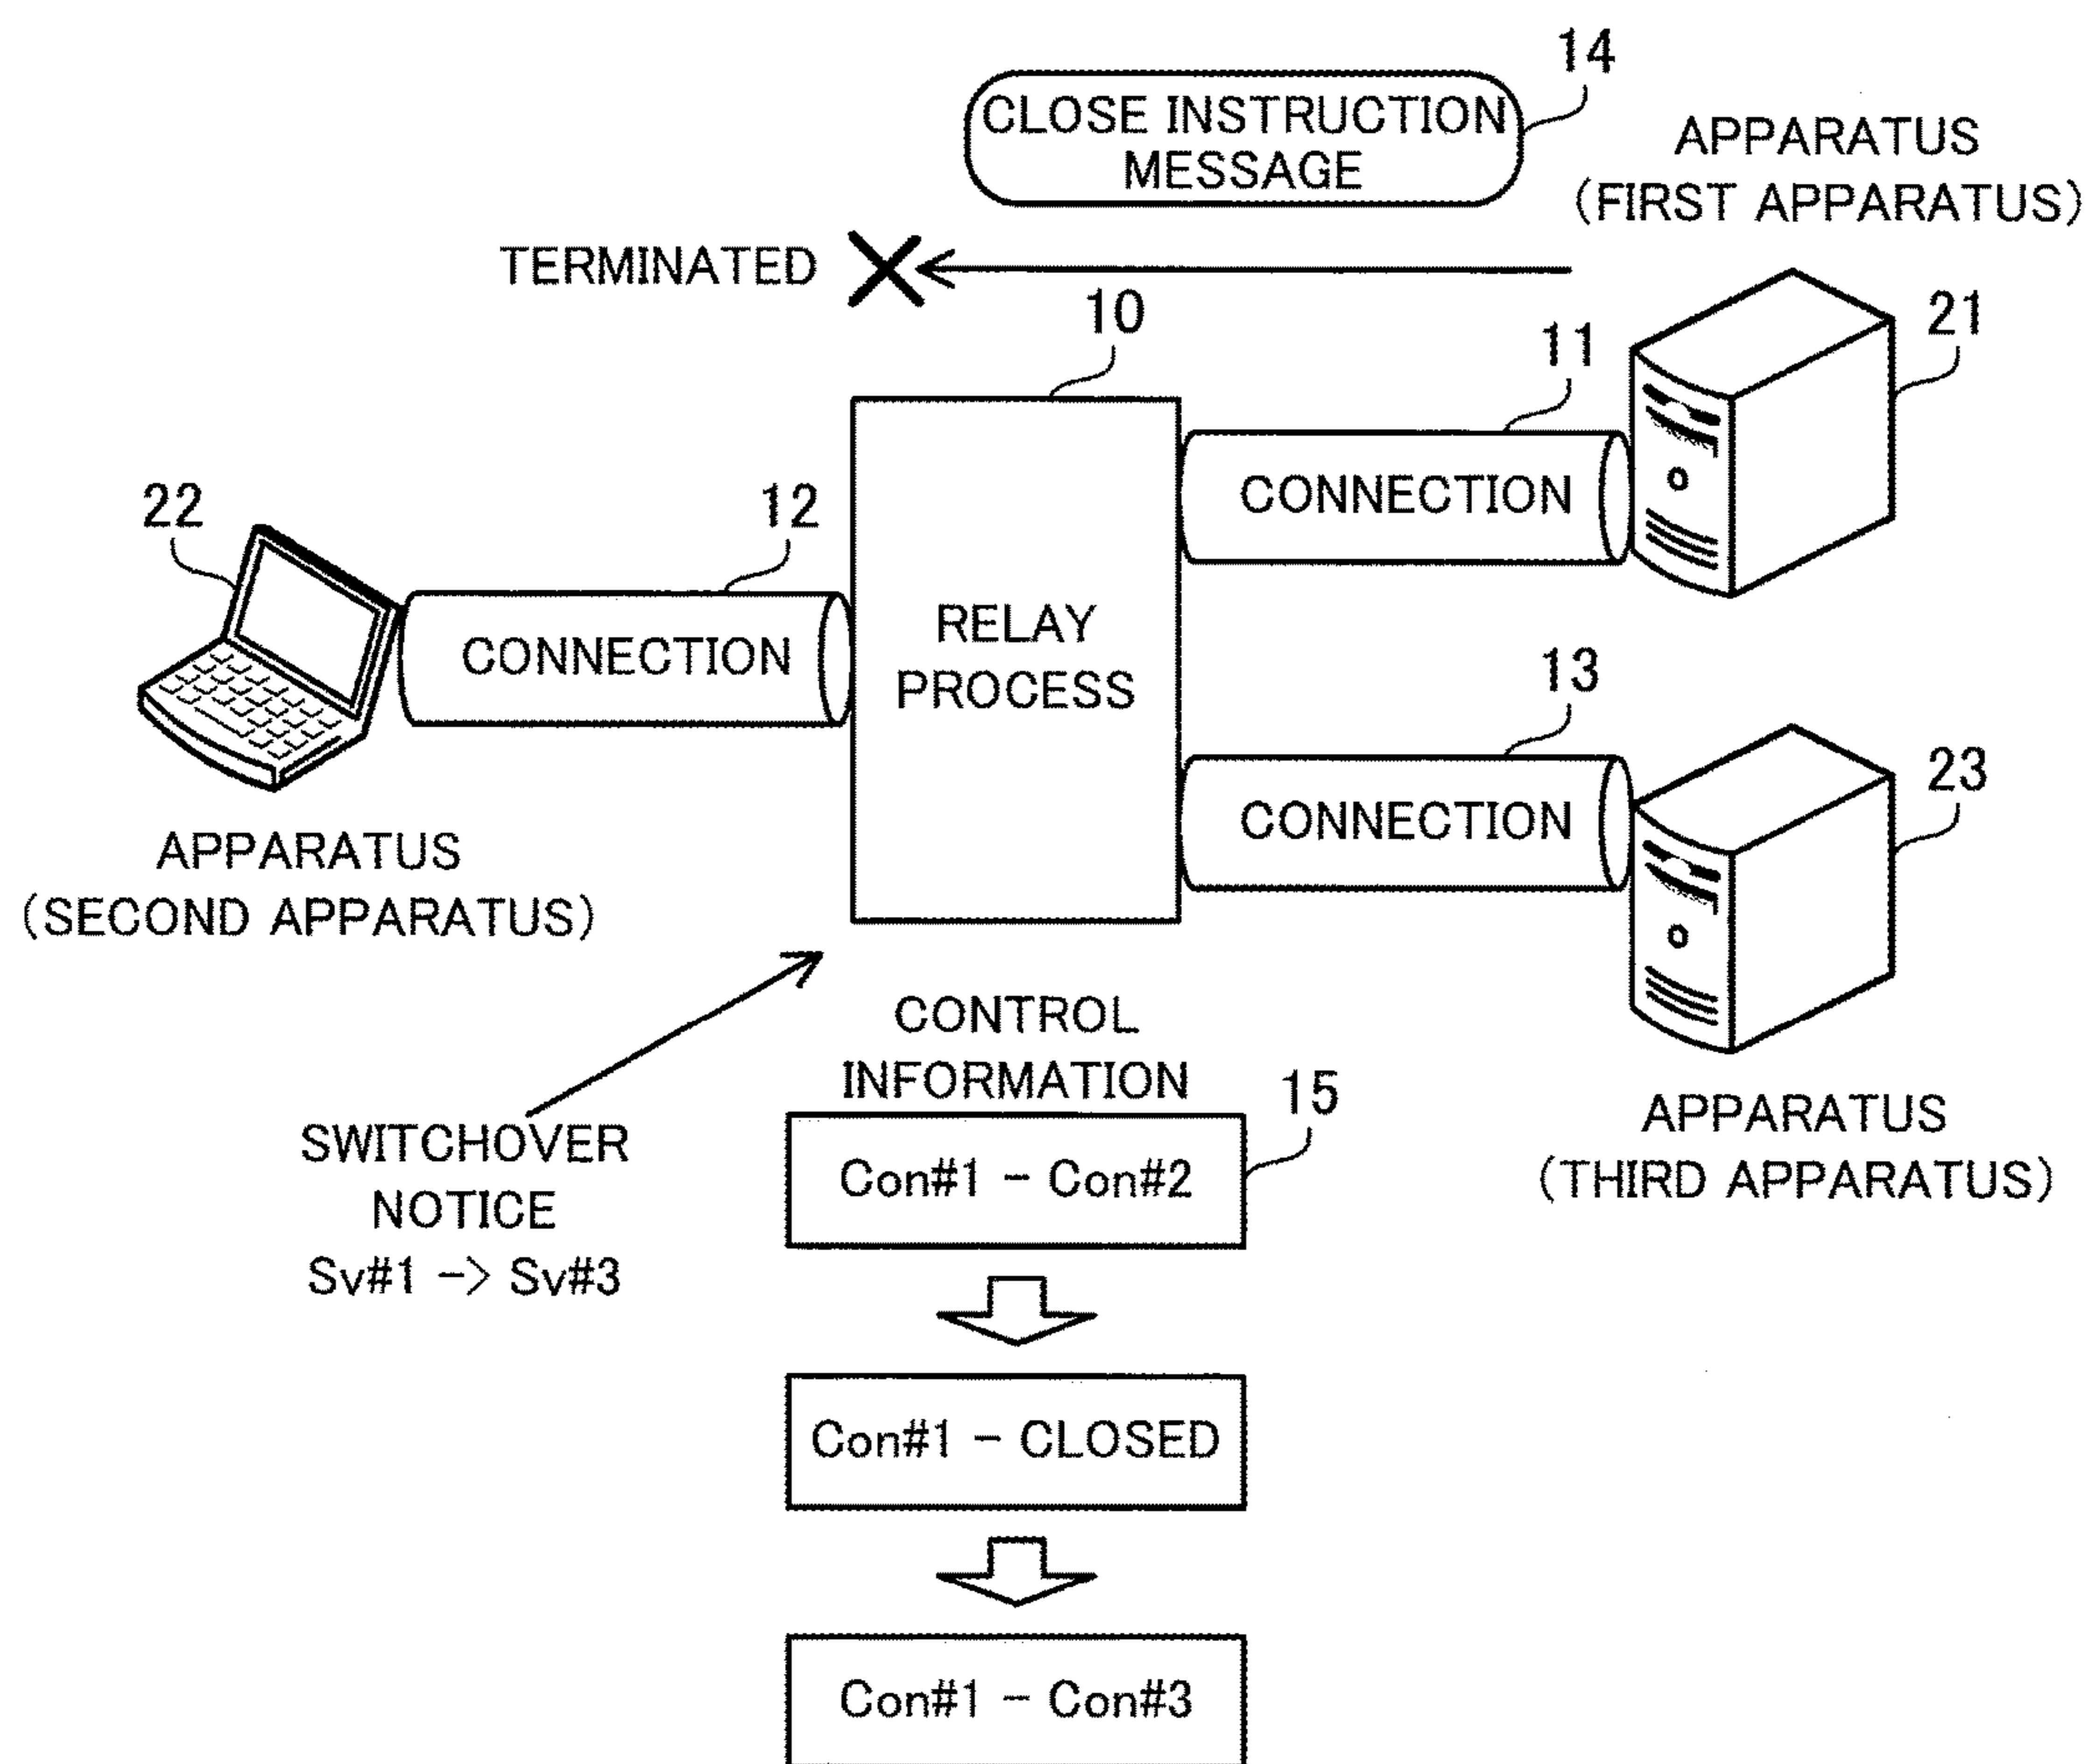 14
CLOSE INSTRUCTION
MESSAGE
APPARATUS
(FIRST APPARATUS)
TERMINATED
10
11
21
CONNECTION
22
12
CONNECTION
RELAY
PROCESS
13
CONNECTION
23
APPARATUS
(SECOND APPARATUS)
CONTROL
INFORMATION
15
APPARATUS
(THIRD APPARATUS)
SWITCHOVER
NOTICE
Sv#1 -> Sv#3
Con#1 - Con#2
Con#1 - CLOSED
Con#1 - Con#3